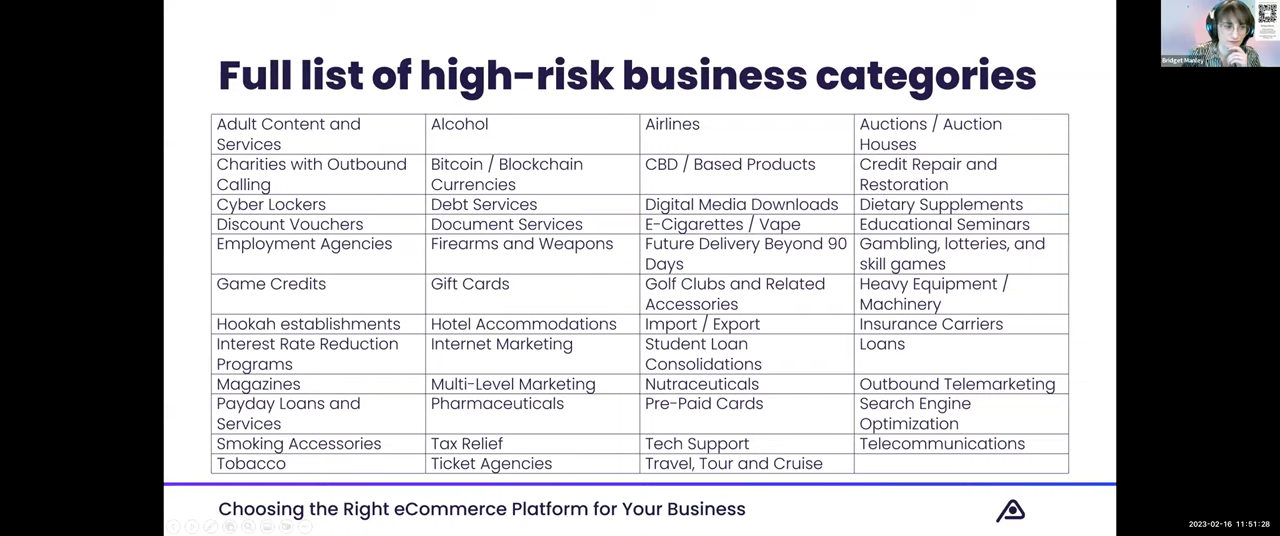 Full list of high-risk business categories
Adult Content and
Services
Alcohol
Airlines
Auctions / Auction
Houses
Charities with Outbound
Calling
Bitcoin / Blockchain
Currencies
CBD / Based Products
Credit Repair and
Restoration
Cyber Lockers
Debt Services
Digital Media Downloads
Dietary Supplements
Discount Vouchers
Document Services
E-Cigarettes / Vape
Educational Seminars
Employment Agencies
Firearms and Weapons
Future Delivery Beyond 90
Days
Gambling, lotteries, and
skill games
Game Credits
Gift Cards
Golf Clubs and Related
Accessories
Heavy Equipment /
Machinery
Hookah establishments
Hotel Accommodations
Import / Export
Insurance Carriers
Interest Rate Reduction
Programs
Internet Marketing
Student Loan
Consolidations
Loans
Magazines
Multi-Level Marketing
Nutraceuticals
Outbound Telemarketing
Payday Loans and
Services
Pharmaceuticals
Pre-Paid Cards
Search Engine
Optimization
Smoking Accessories
Tax Relief
Tech Support
Telecommunications
Tobacco
Ticket Agencies
Travel, Tour and Cruise
Choosing the Right eCommerce Platform for Your Business
Bridget Manley
2023-02-16 11:51:28